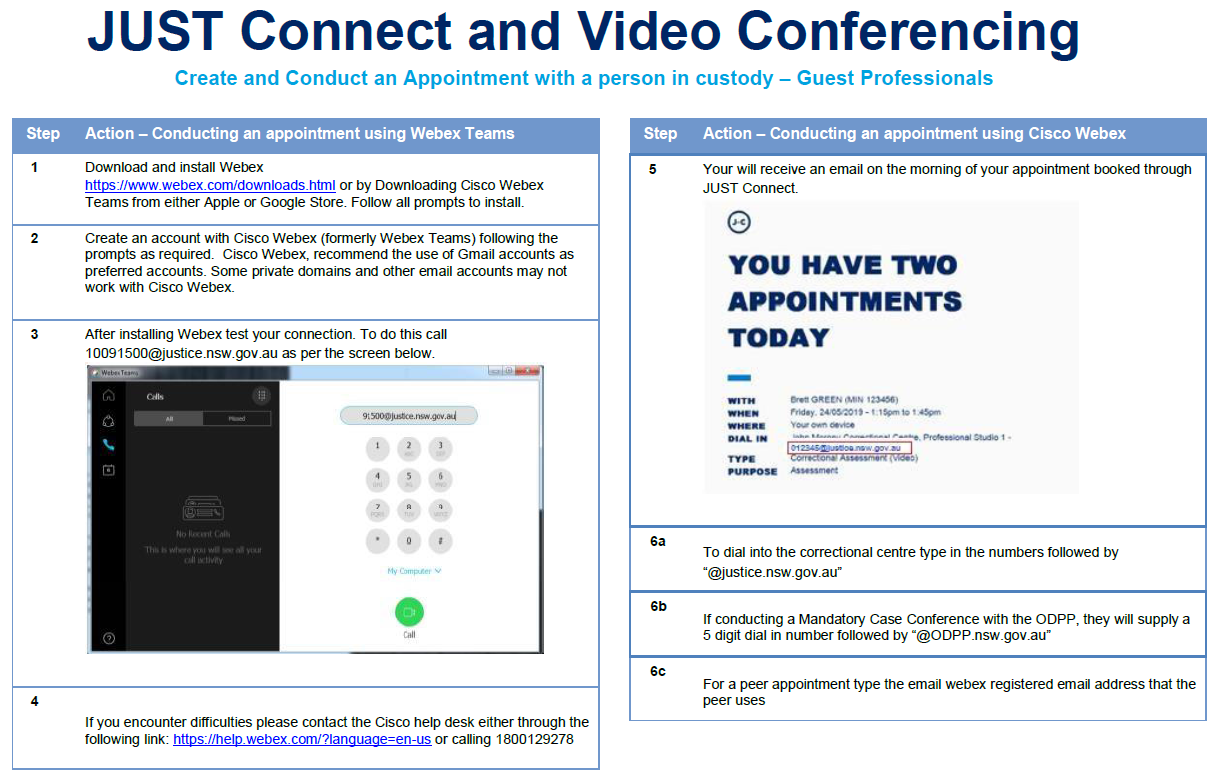 JUST Connect and Video Conferencing
Create and Conduct an Appointment with a person in custody – Guest Professionals
Step Action – Conducting an appointment using Webex Teams
1 Download and install Webex
https://www.webex.com/downloads.html or by Downloading Cisco Webex
Teams from either Apple or Google Store. Follow all prompts to install.
2 Create an account with Cisco Webex (formerly Webex Teams) following the
prompts as required. Cisco Webex, recommend the use of Gmail accounts as
preferred accounts. Some private domains and other email accounts may not
work with Cisco Webex.
3 After installing Webex test your connection. To do this call
10091500@justice.nsw.gov.au as per the screen below.
Webex Teams
Calls
All Missed
No Recent Calls
This is where you will see all your
call activity
91500@justice.nsw.gov.au
1 2 3
ABC DEF
4 5 6
GHI JKL MNO
7 8 9
PQRS TUV WXYZ
* 0 #
My Computer
Call
4
If you encounter difficulties please contact the Cisco help desk either through the
following link: https://help.webex.com/?language=en-us or calling 1800129278
Step Action – Conducting an appointment using Cisco Webex
5 Your will receive an email on the morning of your appointment booked through
JUST Connect.
J-C
YOU HAVE TWO
APPOINTMENTS
TODAY
WITH Brett GREEN (MIN 123456)
WHEN Friday, 24/05/2019 - 1:15pm to 1:45pm
WHERE Your own device
DIAL IN John Morony Correctional Centre, Professional Studio 1 -
012345@justice.nsw.gov.au
TYPE Correctional Assessment (Video)
PURPOSE Assessment
6a
To dial into the correctional centre type in the numbers followed by
“@justice.nsw.gov.au”
6b
If conducting a Mandatory Case Conference with the ODPP, they will supply a
5 digit dial in number followed by “@ODPP.nsw.gov.au”
6c
For a peer appointment type the email webex registered email address that the
peer uses